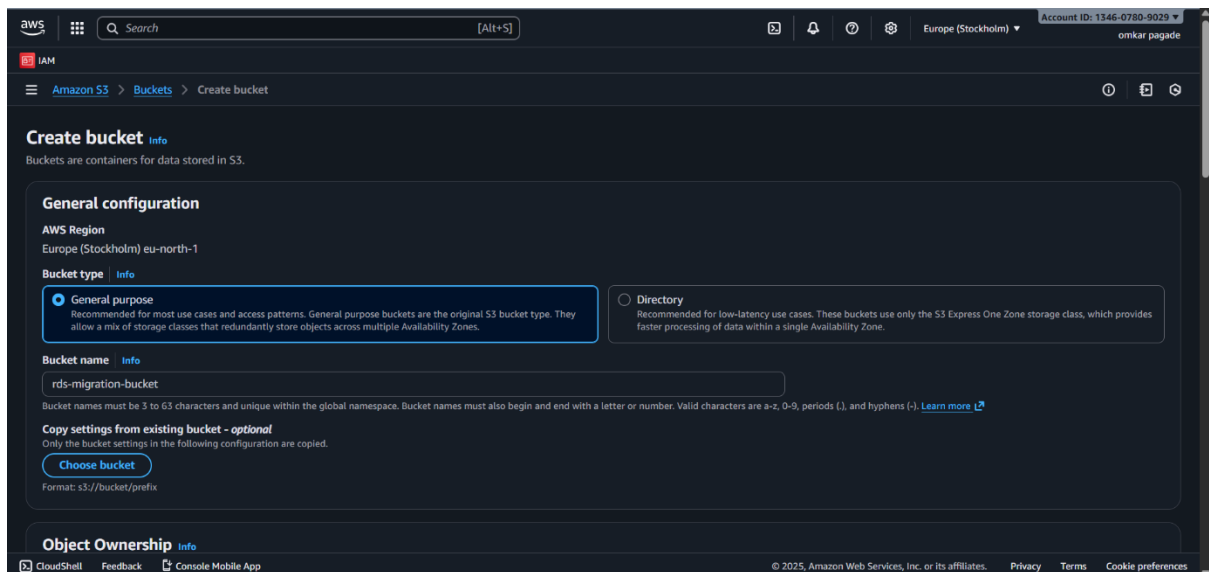 aws
Search [Alt+S]
Europe (Stockholm) ▼
Account ID: 1346-0780-9029 ▼
omkar pagade
IAM
Amazon S3 > Buckets > Create bucket
Create bucket Info
Buckets are containers for data stored in S3.
General configuration
AWS Region
Europe (Stockholm) eu-north-1
Bucket type Info
General purpose
Recommended for most use cases and access patterns. General purpose buckets are the original S3 bucket type. They
allow a mix of storage classes that redundantly store objects across multiple Availability Zones.
Directory
Recommended for low-latency use cases. These buckets use only the S3 Express One Zone storage class, which provides
faster processing of data within a single Availability Zone.
Bucket name Info
rds-migration-bucket
Bucket names must be 3 to 63 characters and unique within the global namespace. Bucket names must also begin and end with a letter or number. Valid characters are a-z, 0-9, periods (.), and hyphens (-). Learn more
Copy settings from existing bucket - optional
Only the bucket settings in the following configuration are copied.
Choose bucket
Format: s3://bucket/prefix
Object Ownership Info
CloudShell Feedback Console Mobile App © 2025, Amazon Web Services, Inc. or its affiliates. Privacy Terms Cookie preferences